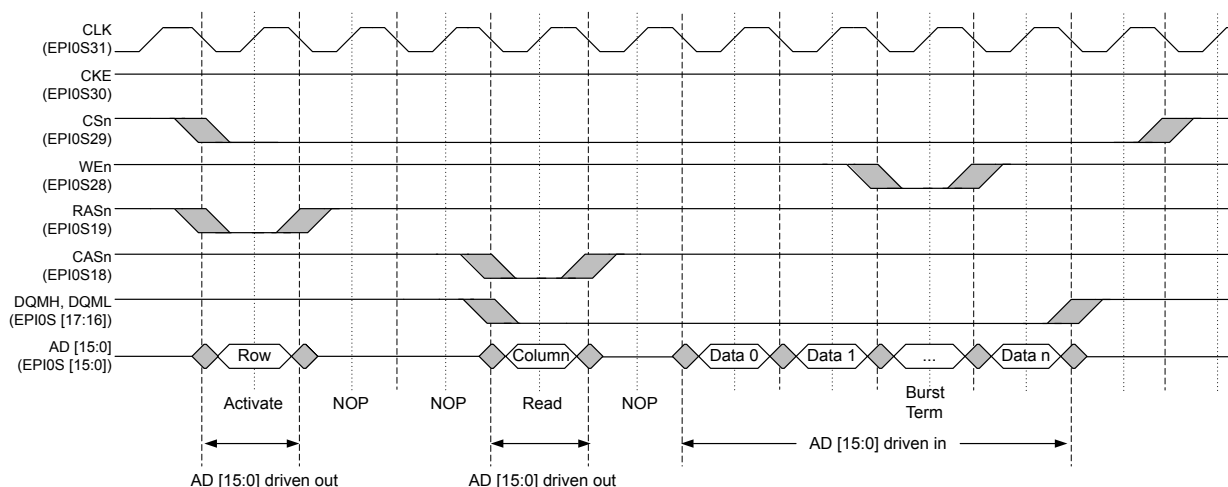 CLK
(EPI0S31)
CKE
(EPI0S30)
CSn
(EPI0S29)
WEn
(EPI0S28)
RASn
(EPI0S19)
CASn
(EPI0S18)
DQMH, DQML
(EPI0S [17:16])
AD [15:0]
(EPI0S [15:0])
Row
Column
Data 0
Data 1
...
Data n
Activate
NOP
NOP
Read
NOP
Burst
Term
AD [15:0] driven in
AD [15:0] driven out
AD [15:0] driven out